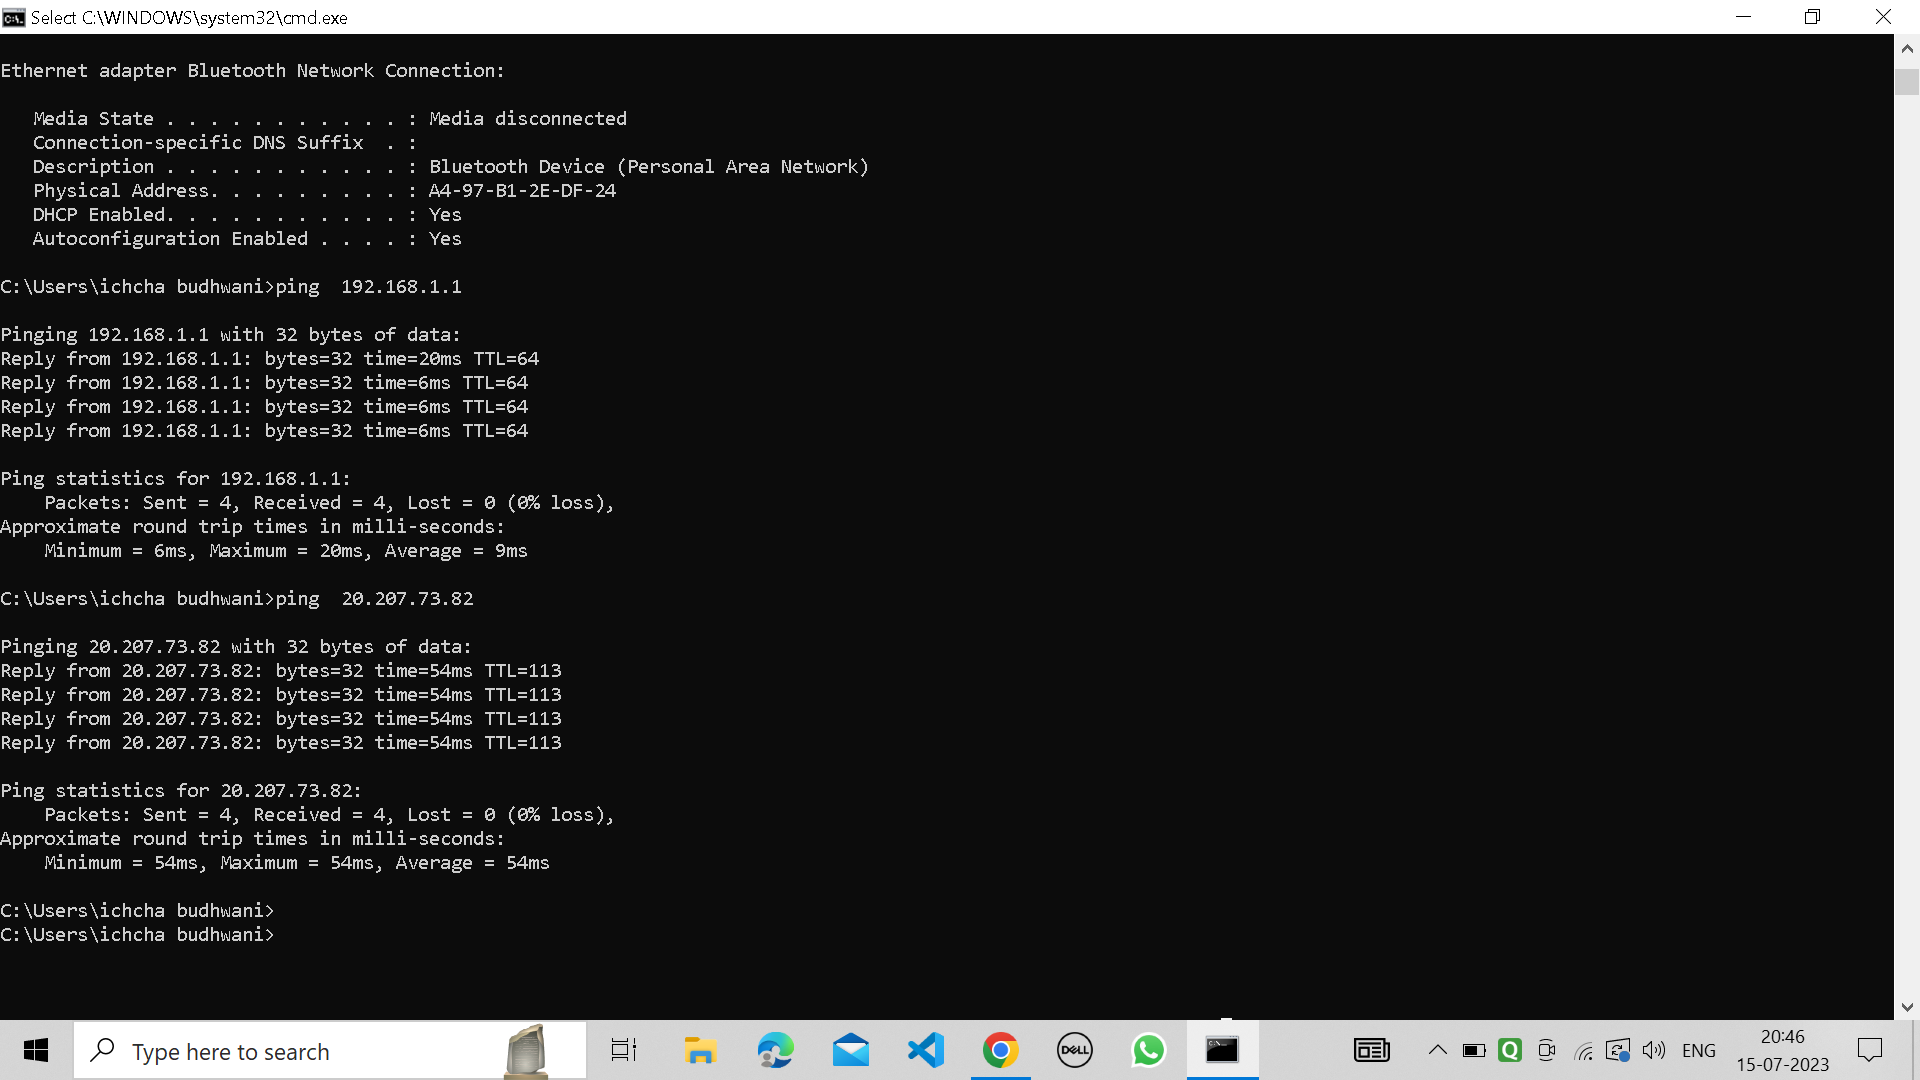 Select C:\WINDOWS\system32\cmd.exe
Ethernet adapter Bluetooth Network Connection:
   Media State . . . . . . . . . . . : Media disconnected
   Connection-specific DNS Suffix  . :
   Description . . . . . . . . . . . : Bluetooth Device (Personal Area Network)
   Physical Address. . . . . . . . . : A4-97-B1-2E-DF-24
   DHCP Enabled. . . . . . . . . . . : Yes
   Autoconfiguration Enabled . . . . : Yes
C:\Users\ichcha budhwani>ping  192.168.1.1
Pinging 192.168.1.1 with 32 bytes of data:
Reply from 192.168.1.1: bytes=32 time=20ms TTL=64
Reply from 192.168.1.1: bytes=32 time=6ms TTL=64
Reply from 192.168.1.1: bytes=32 time=6ms TTL=64
Reply from 192.168.1.1: bytes=32 time=6ms TTL=64
Ping statistics for 192.168.1.1:
    Packets: Sent = 4, Received = 4, Lost = 0 (0% loss),
Approximate round trip times in milli-seconds:
    Minimum = 6ms, Maximum = 20ms, Average = 9ms
C:\Users\ichcha budhwani>ping  20.207.73.82
Pinging 20.207.73.82 with 32 bytes of data:
Reply from 20.207.73.82: bytes=32 time=54ms TTL=113
Reply from 20.207.73.82: bytes=32 time=54ms TTL=113
Reply from 20.207.73.82: bytes=32 time=54ms TTL=113
Reply from 20.207.73.82: bytes=32 time=54ms TTL=113
Ping statistics for 20.207.73.82:
    Packets: Sent = 4, Received = 4, Lost = 0 (0% loss),
Approximate round trip times in milli-seconds:
    Minimum = 54ms, Maximum = 54ms, Average = 54ms
C:\Users\ichcha budhwani>
C:\Users\ichcha budhwani>
Type here to search
DELL
Q
ENG
20:46
15-07-2023